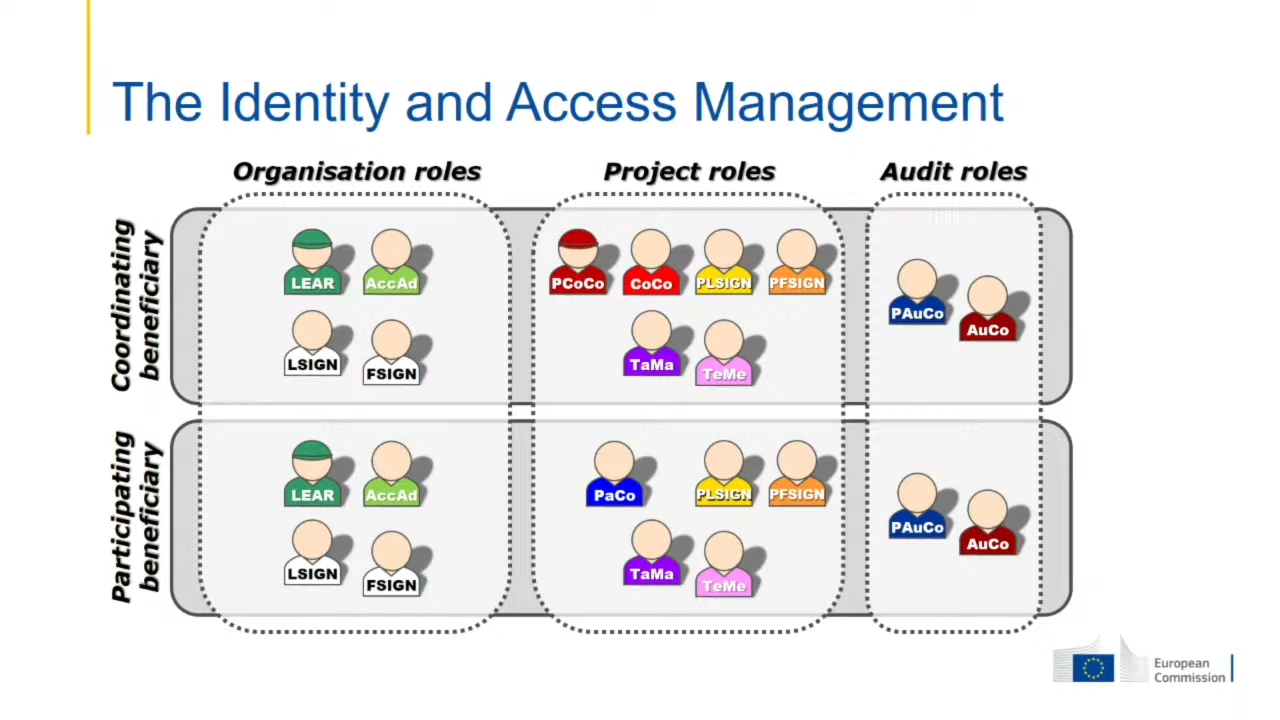 The Identity and Access Management
Organisation roles
Project roles
Audit roles
Coordinating
beneficiary
LEAR
AccAd
LSIGN
FSIGN
PCoCo
CoCo
PLSIGN
PFSIGN
TaMa
TeMe
PAuCo
AuCo
Participating
beneficiary
LEAR
AccAd
LSIGN
FSIGN
PaCo
PLSIGN
PFSIGN
TaMa
TeMe
PAuCo
AuCo
European
Commission